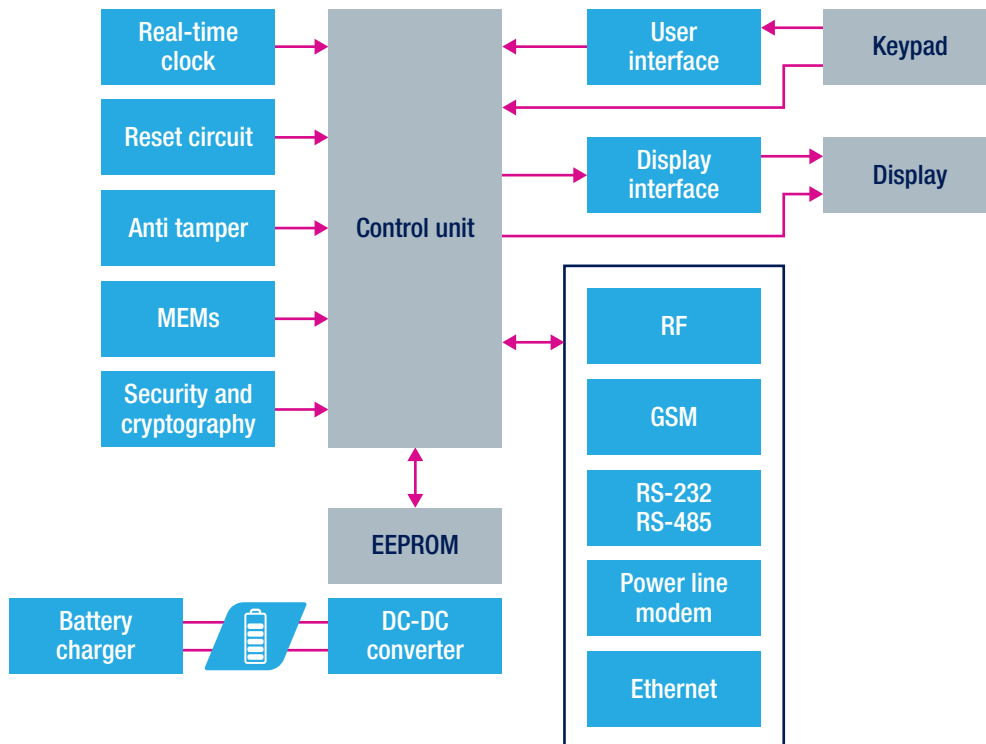 Real-time
clock
User
interface
Keypad
Reset circuit
Display
interface
Display
Anti tamper
Control unit
MEMs
RF
Security and
cryptography
GSM
RS-232
RS-485
EEPROM
Power line
modem
Battery
charger
DC-DC
converter
Ethernet